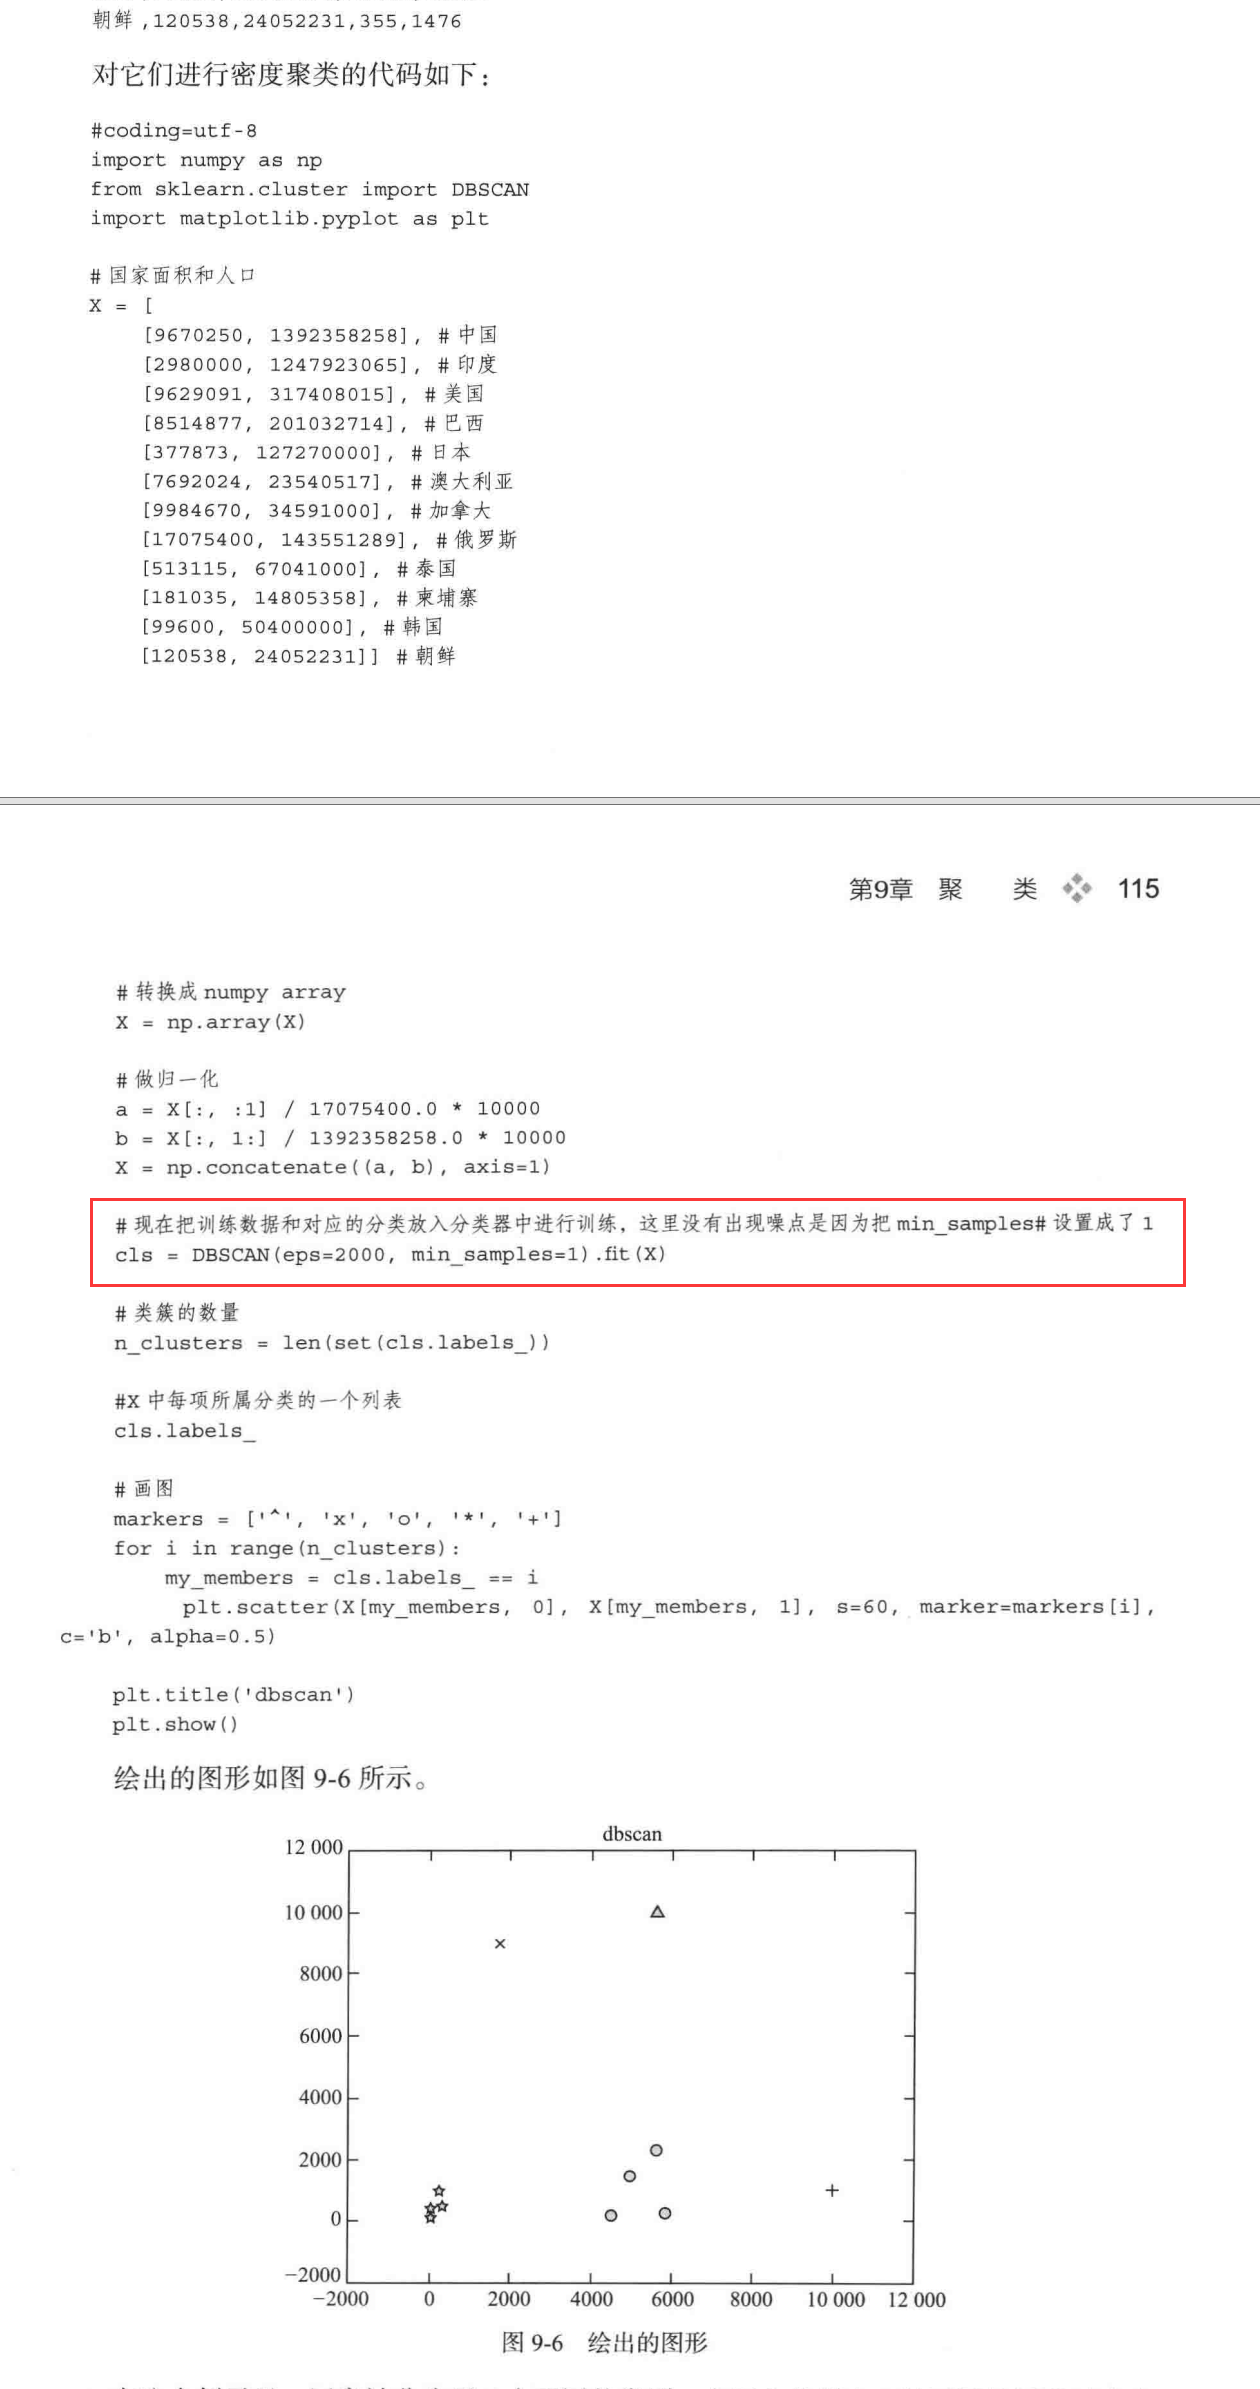 朝鲜,120538,24052231,355,1476
对它们进行密度聚类的代码如下：
#coding=utf-8
import numpy as np
from sklearn.cluster import DBSCAN
import matplotlib.pyplot as plt
# 国家面积和人口
X = [
[9670250, 1392358258], # 中国
[2980000, 1247923065], # 印度
[9629091, 317408015], # 美国
[8514877, 201032714], # 巴西
[377873, 127270000], # 日本
[7692024, 23540517], # 澳大利亚
[9984670, 34591000], # 加拿大
[17075400, 143551289], # 俄罗斯
[513115, 67041000], # 泰国
[181035, 14805358], # 柬埔寨
[99600, 50400000], # 韩国
[120538, 24052231]] # 朝鲜
第9章 聚 类 115
# 转换成 numpy array
X = np.array(X)
# 做归一化
a = X[:, :1] / 17075400.0 * 10000
b = X[:, 1:] / 1392358258.0 * 10000
X = np.concatenate((a, b), axis=1)
# 现在把训练数据和对应的分类放入分类器中进行训练，这里没有出现噪点是因为把 min_samples# 设置成了 1
cls = DBSCAN(eps=2000, min_samples=1).fit(X)
# 类簇的数量
n_clusters = len(set(cls.labels_))
#X 中每项所属分类的一个列表
cls.labels_
# 画图
markers = ['^', 'x', 'o', '*', '+']
for i in range(n_clusters):
my_members = cls.labels_ == i
plt.scatter(X[my_members, 0], X[my_members, 1], s=60, marker=markers[i],
c='b', alpha=0.5)
plt.title('dbscan')
plt.show()
绘出的图形如图 9-6 所示。
dbscan
12 000
10 000
8000
6000
4000
2000
0
−2000
−2000 0 2000 4000 6000 8000 10 000 12 000
图 9-6 绘出的图形